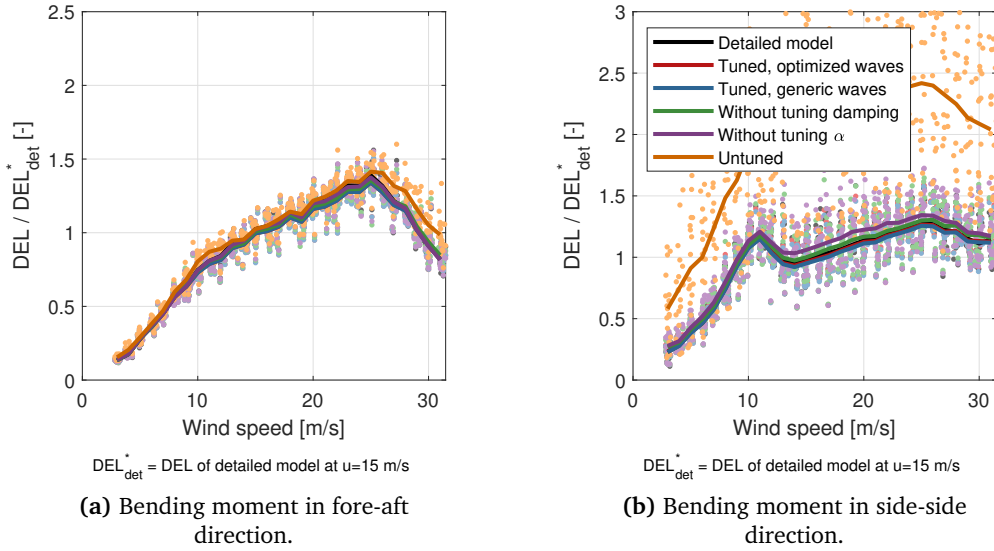 2.5
2
1.5
1
0.5
0
DEL / DEL*det [-]
0
10
20
30
Wind speed [m/s]
DEL*det = DEL of detailed model at u=15 m/s
(a) Bending moment in fore-aft
direction.
3
2.5
2
1.5
1
0.5
0
DEL / DEL*det [-]
Detailed model
Tuned, optimized waves
Tuned, generic waves
Without tuning damping
Without tuning α
Untuned
0
10
20
30
Wind speed [m/s]
DEL*det = DEL of detailed model at u=15 m/s
(b) Bending moment in side-side
direction.